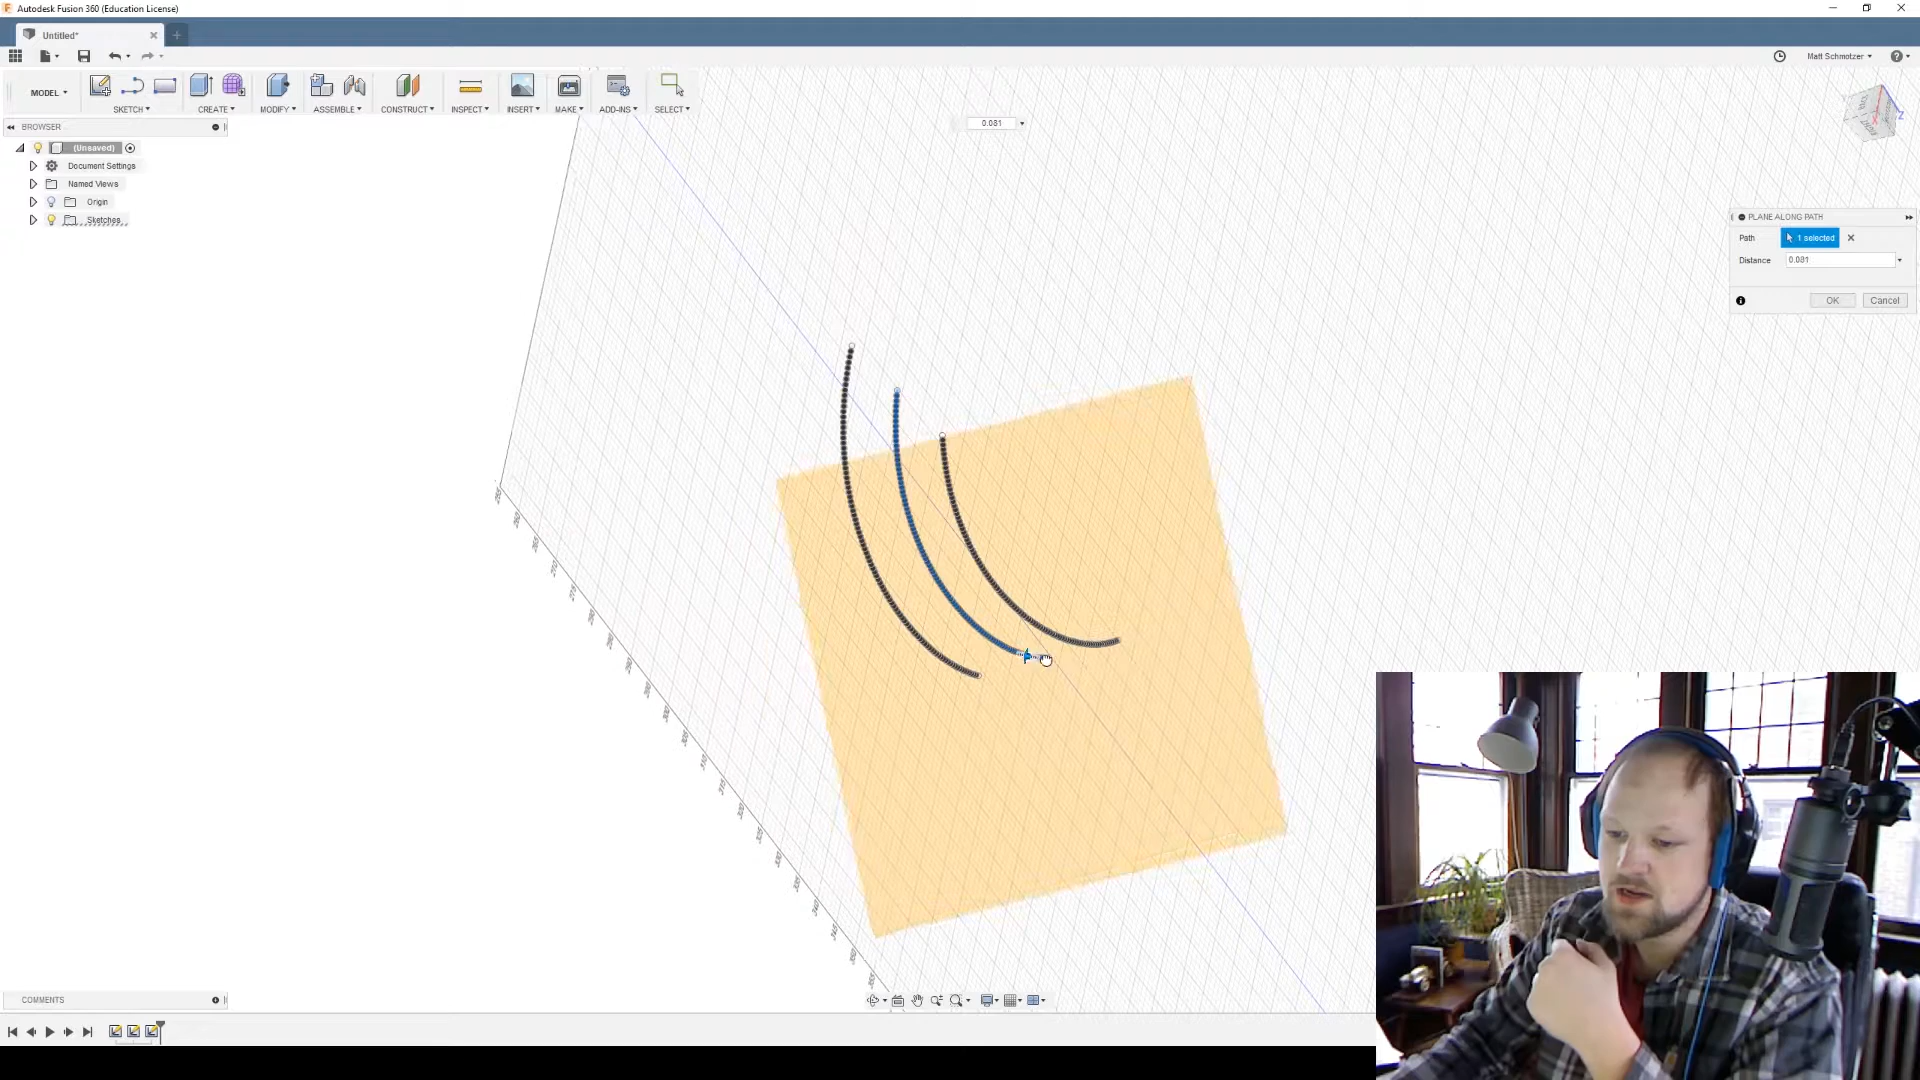 Autodesk Fusion 360 (Education License)
Untitled*
Matt Schmotzer
MODEL
SKETCH
CREATE
MODIFY
ASSEMBLE
CONSTRUCT
INSPECT
INSERT
MAKE
ADD-INS
SELECT
BROWSER
0.081
(Unsaved)
Document Settings
Named Views
Origin
Sketches
PLANE ALONG PATH
Path
1 selected
Distance
0.081
OK
Cancel
COMMENTS